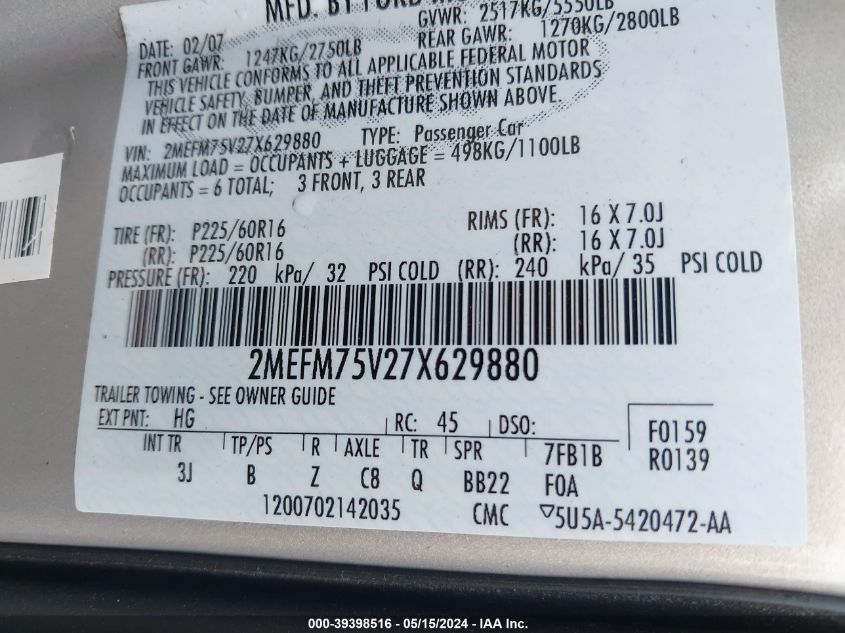 MFD. BY FORD
GVWR: 2517KG/5550LB
DATE: 02/07
FRONT GAWR: 1247KG/2750LB REAR GAWR: 1270KG/2800LB
THIS VEHICLE CONFORMS TO ALL APPLICABLE FEDERAL MOTOR
VEHICLE SAFETY, BUMPER, AND THEFT PREVENTION STANDARDS
IN EFFECT ON THE DATE OF MANUFACTURE SHOWN ABOVE.
VIN: 2MEFM75V27X629880 TYPE: Passenger Car
MAXIMUM LOAD = OCCUPANTS + LUGGAGE = 498KG/1100LB
OCCUPANTS = 6 TOTAL; 3 FRONT, 3 REAR
TIRE (FR): P225/60R16 RIMS (FR): 16 X 7.0J
(RR): P225/60R16 (RR): 16 X 7.0J
PRESSURE (FR): 220 kPa/ 32 PSI COLD (RR): 240 kPa/ 35 PSI COLD
2MEFM75V27X629880
TRAILER TOWING - SEE OWNER GUIDE
EXT PNT: HG RC: 45 DSO: F0159
INT TR TP/PS R AXLE TR SPR 7FB1B R0139
3J B Z C8 Q BB22 F0A
1200702142035 CMC ▽5U5A-5420472-AA
000-39398516 - 05/15/2024 - IAA Inc.